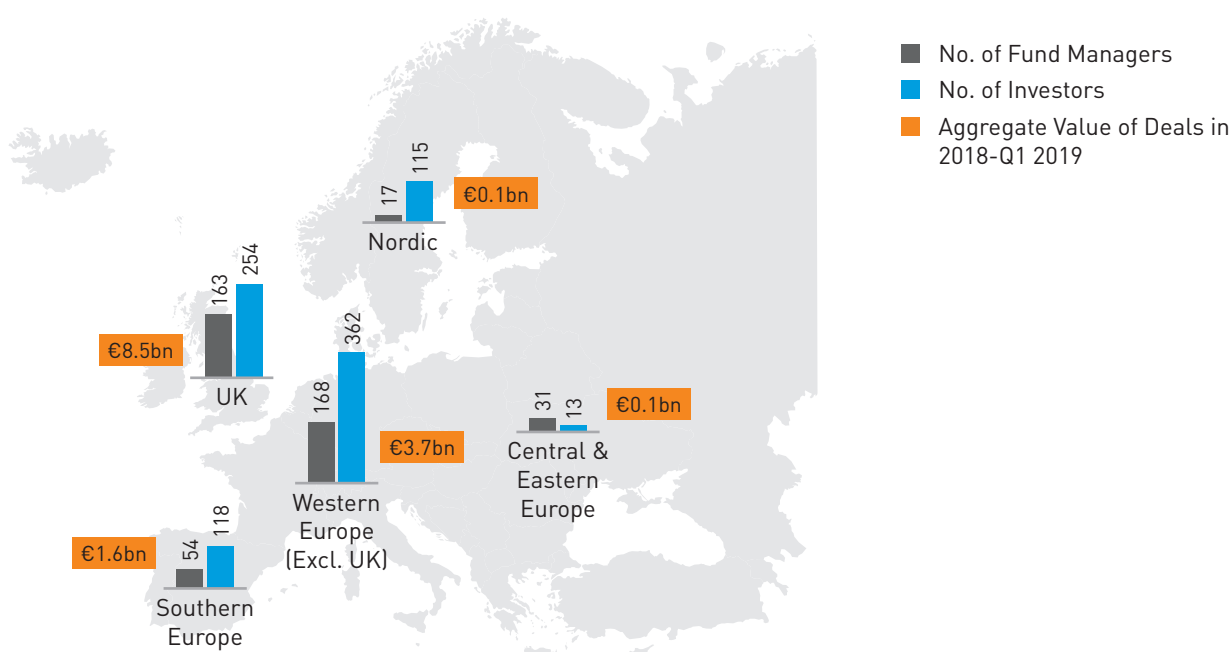 No. of Fund Managers
No. of Investors
Aggregate Value of Deals in
2018-Q1 2019
17
115
€0.1bn
Nordic
163
254
€8.5bn
UK
168
362
€3.7bn
Western
Europe
(Excl. UK)
31
13
€0.1bn
Central &
Eastern
Europe
54
118
€1.6bn
Southern
Europe